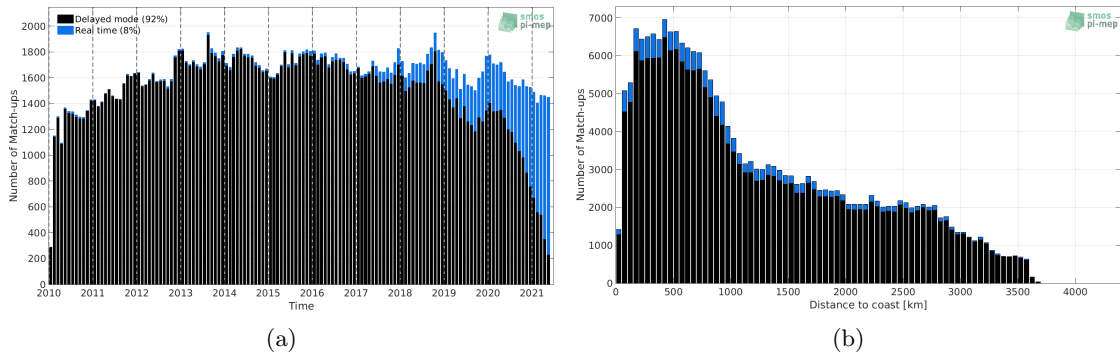 Delayed mode (92%)
Real time (8%)
smos
pi-mep
Number of Match-ups
2000
1800
1600
1400
1200
1000
800
600
400
200
0
2010 2011 2012 2013 2014 2015 2016 2017 2018 2019 2020 2021
Time
(a)
smos
pi-mep
Number of Match-ups
7000
6000
5000
4000
3000
2000
1000
0
0 500 1000 1500 2000 2500 3000 3500 4000
Distance to coast [km]
(b)